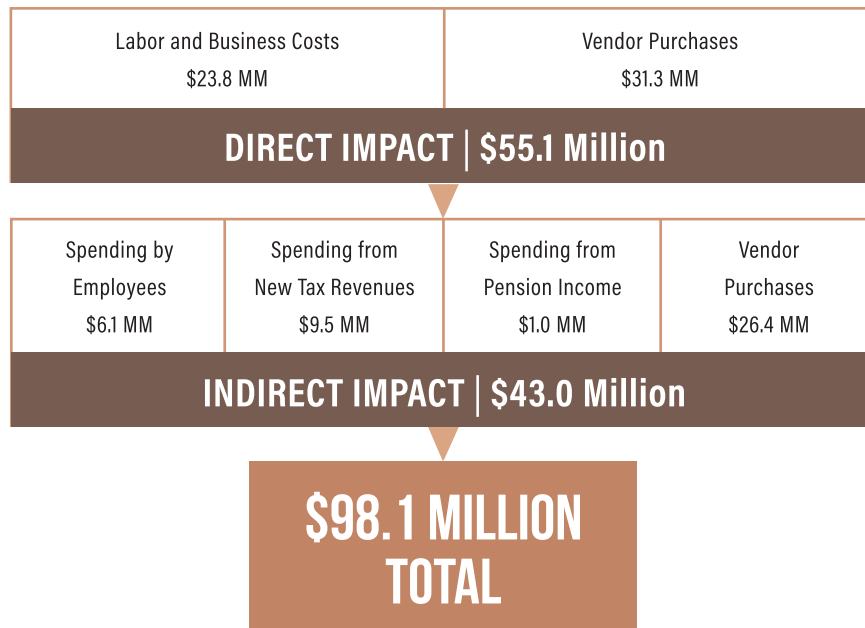 Labor and Business Costs
$23.8 MM
Vendor Purchases
$31.3 MM
DIRECT IMPACT | $55.1 Million
Spending by
Employees
$6.1 MM
Spending from
New Tax Revenues
$9.5 MM
Spending from
Pension Income
$1.0 MM
Vendor
Purchases
$26.4 MM
INDIRECT IMPACT | $43.0 Million
$98.1 MILLION
TOTAL